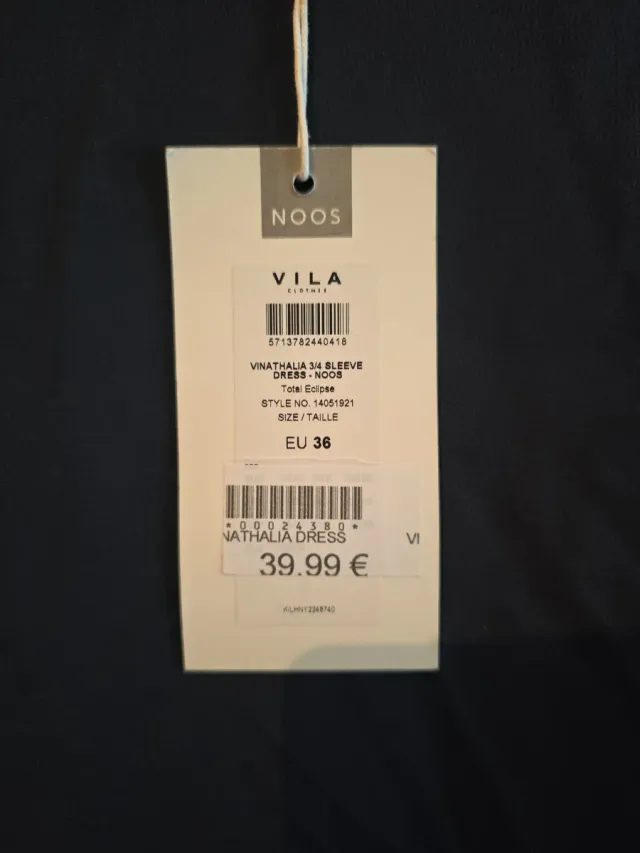 NOOS
VILA
CLOTHES
5713782440418
VINATHALIA 3/4 SLEEVE
DRESS - NOOS
Total Eclipse
STYLE NO. 14051921
SIZE / TAILLE
EU 36
*00024380*
NATHALIA DRESS VI
39.99 €